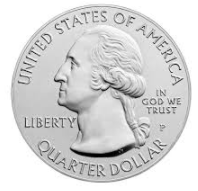 UNITED STATES OF AMERICA
LIBERTY
IN
GOD WE
TRUST
P
QUARTER DOLLAR